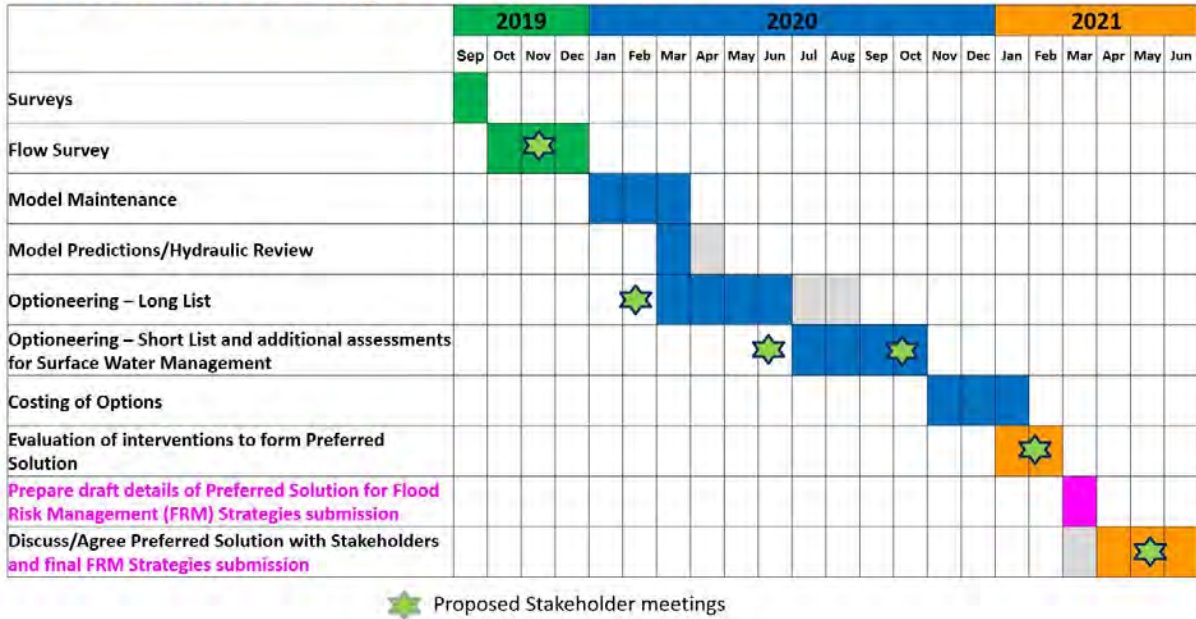 2019 2020 2021
Sep Oct Nov Dec Jan Feb Mar Apr May Jun Jul Aug Sep Oct Nov Dec Jan Feb Mar Apr May Jun
Surveys
Flow Survey
Model Maintenance
Model Predictions/Hydraulic Review
Optioneering – Long List
Optioneering – Short List and additional assessments
for Surface Water Management
Costing of Options
Evaluation of interventions to form Preferred
Solution
Prepare draft details of Preferred Solution for Flood
Risk Management (FRM) Strategies submission
Discuss/Agree Preferred Solution with Stakeholders
and final FRM Strategies submission
Proposed Stakeholder meetings